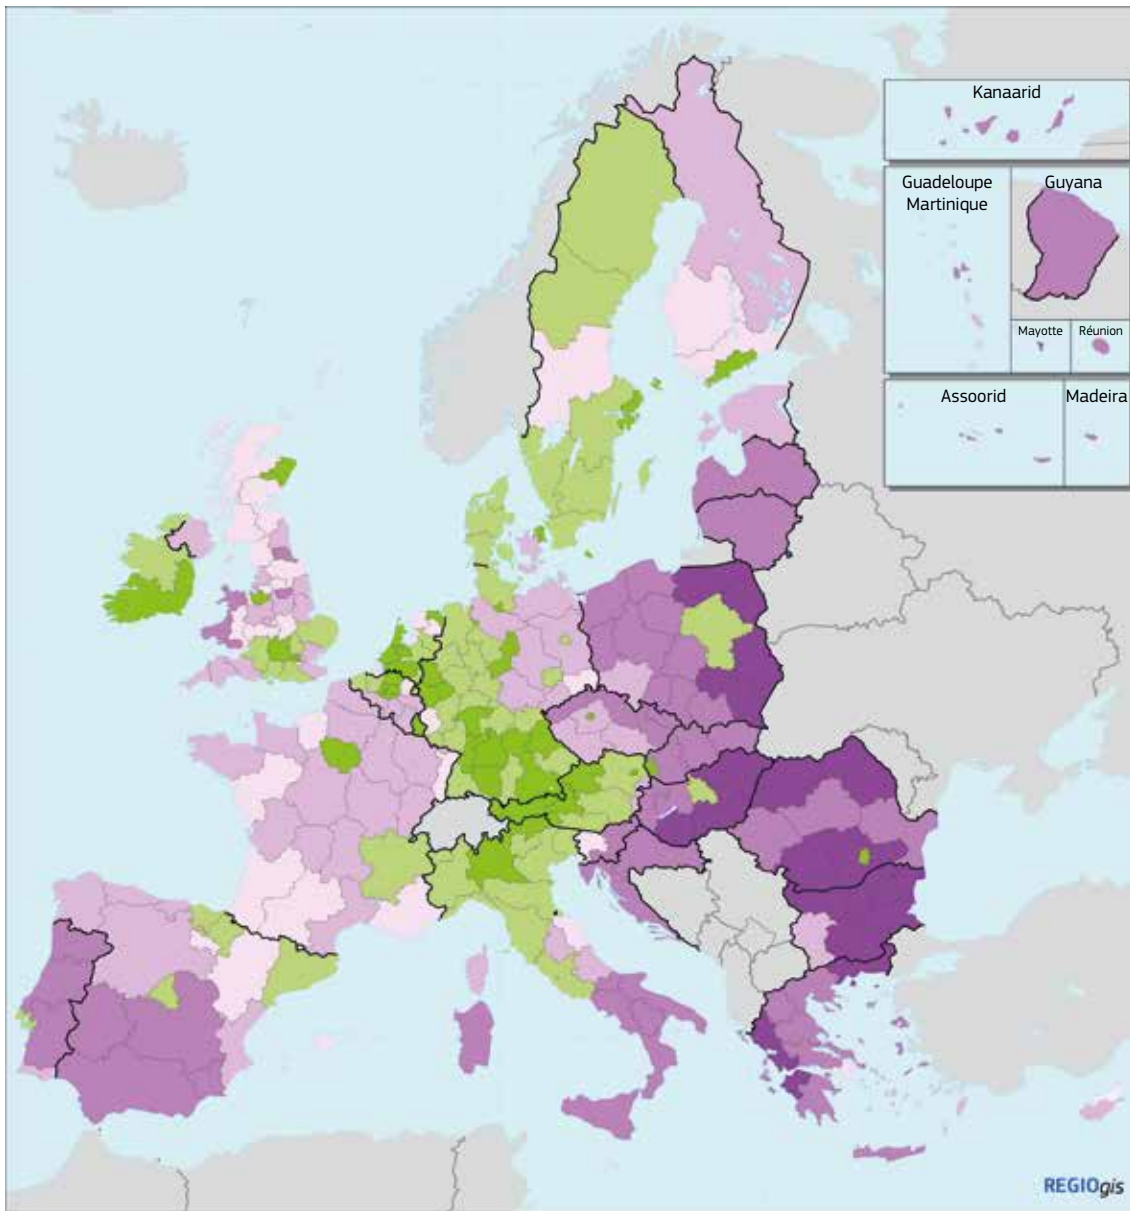 Kanaarid
Guadeloupe
Martinique
Guyana
Mayotte
Réunion
Assoorid
Madeira
REGIOgis